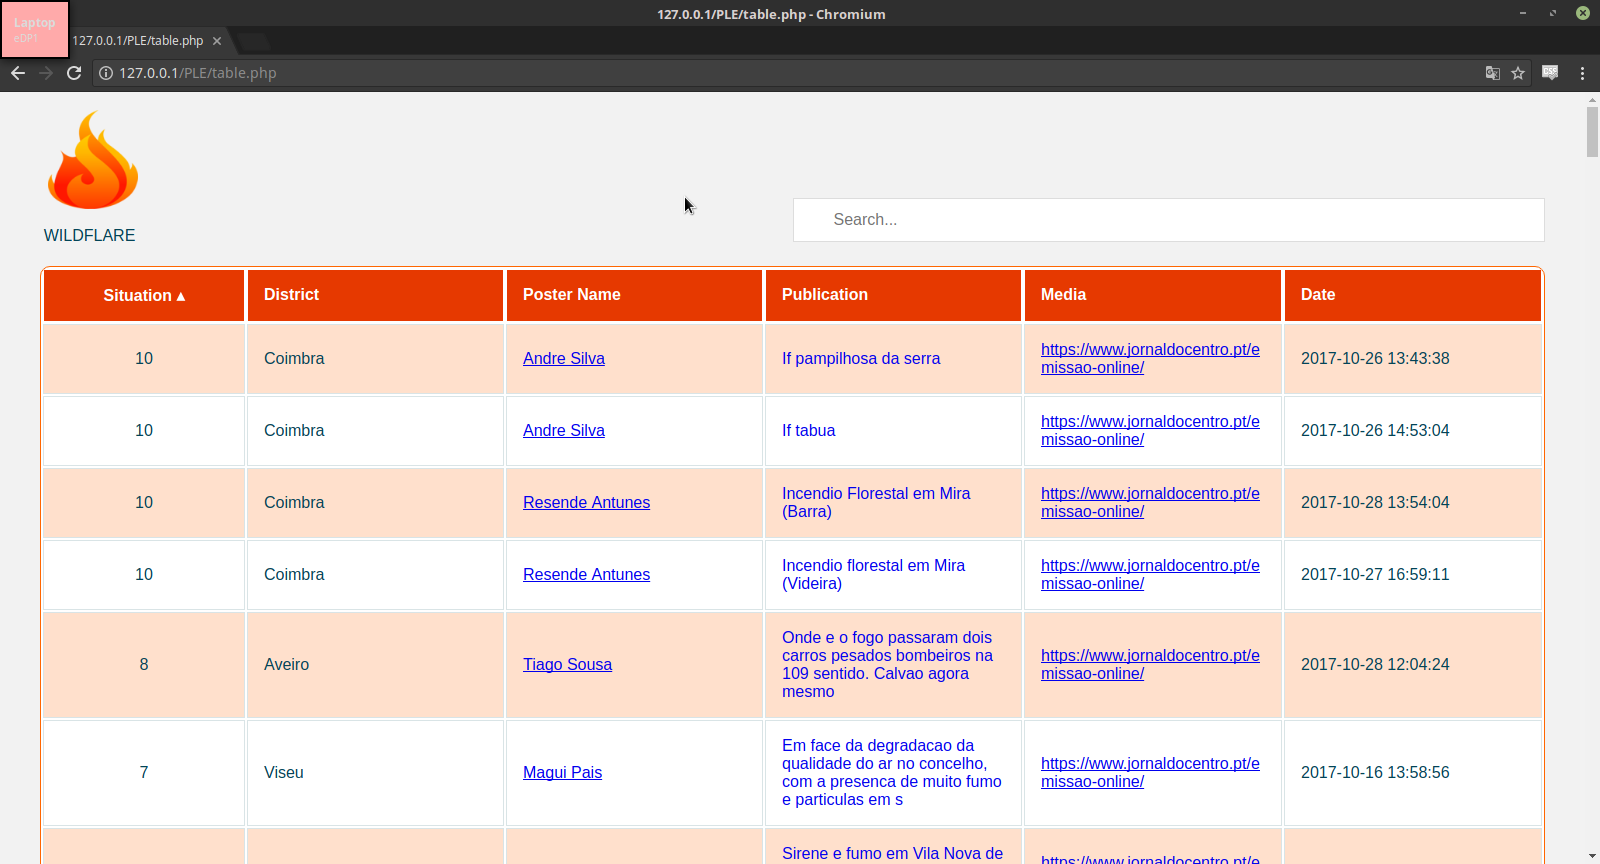 127.0.0.1/PLE/table.php - Chromium
Laptop
eDP1
127.0.0.1/PLE/table.php
127.0.0.1/PLE/table.php
WILDFLARE
Search...
Situation ▴ District Poster Name Publication Media Date
10 Coimbra Andre Silva If pampilhosa da serra https://www.jornaldocentro.pt/e
missao-online/ 2017-10-26 13:43:38
10 Coimbra Andre Silva If tabua https://www.jornaldocentro.pt/e
missao-online/ 2017-10-26 14:53:04
10 Coimbra Resende Antunes Incendio Florestal em Mira
(Barra) https://www.jornaldocentro.pt/e
missao-online/ 2017-10-28 13:54:04
10 Coimbra Resende Antunes Incendio florestal em Mira
(Videira) https://www.jornaldocentro.pt/e
missao-online/ 2017-10-27 16:59:11
8 Aveiro Tiago Sousa Onde e o fogo passaram dois
carros pesados bombeiros na
109 sentido. Calvao agora
mesmo https://www.jornaldocentro.pt/e
missao-online/ 2017-10-28 12:04:24
7 Viseu Magui Pais Em face da degradacao da
qualidade do ar no concelho,
com a presenca de muito fumo
e particulas em s https://www.jornaldocentro.pt/e
missao-online/ 2017-10-16 13:58:56
Sirene e fumo em Vila Nova de
https://www.jornaldocentro.pt/e